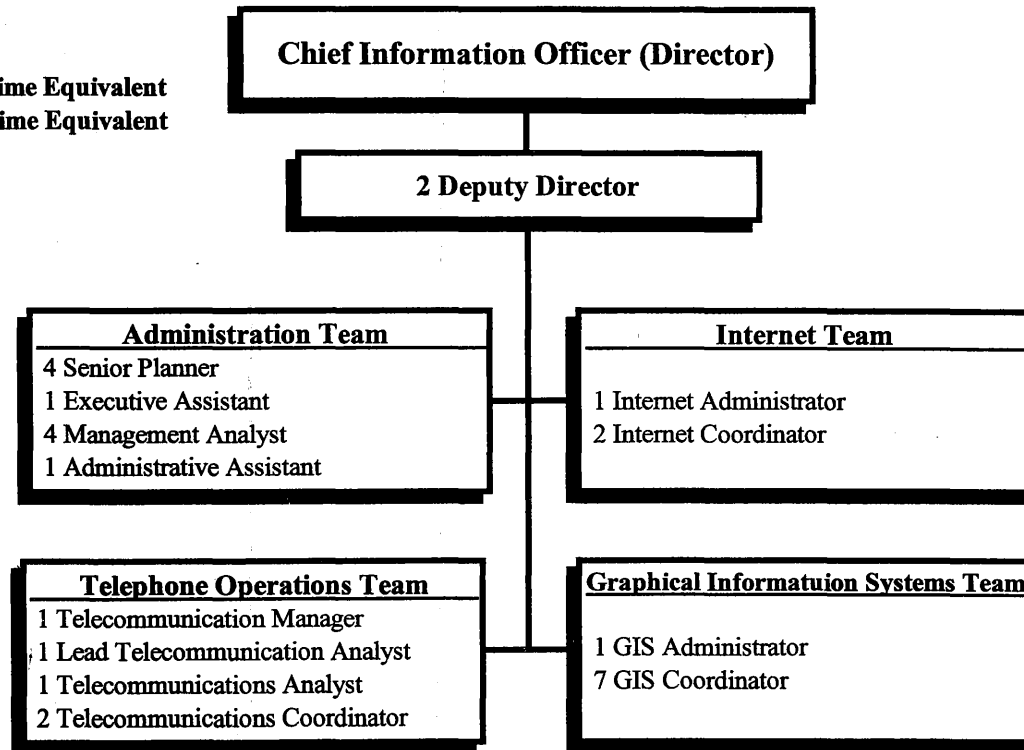 Chief Information Officer (Director)
ime Equivalent
ime Equivalent
2 Deputy Director
Administration Team
4 Senior Planner
1 Executive Assistant
4 Management Analyst
1 Administrative Assistant
Internet Team
1 Internet Administrator
2 Internet Coordinator
Telephone Operations Team
1 Telecommunication Manager
1 Lead Telecommunication Analyst
1 Telecommunications Analyst
2 Telecommunications Coordinator
Graphical Informatuion Systems Team
1 GIS Administrator
7 GIS Coordinator